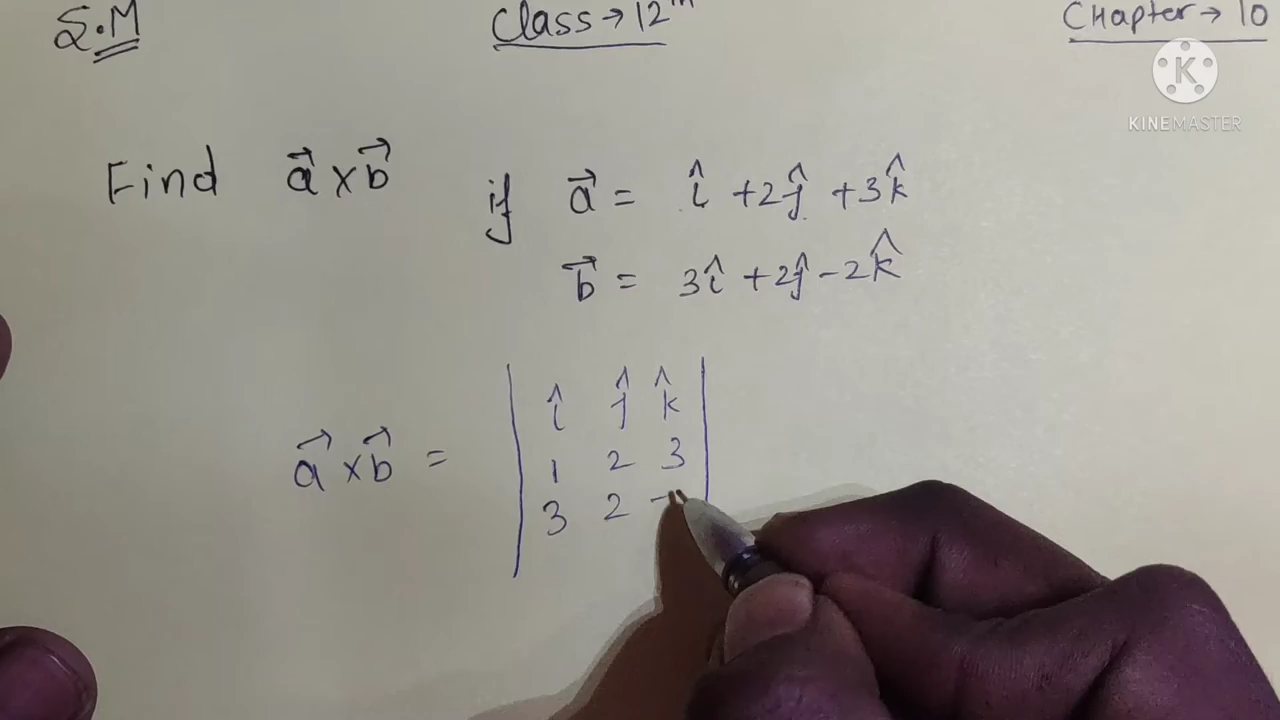 S.M Class → 12th Chapter → 10
KINEMASTER
Find a⃗ x b⃗ if a⃗ = î + 2ĵ + 3k̂
b⃗ = 3î + 2ĵ - 2k̂
î ĵ k̂
a⃗ x b⃗ = 1 2 3
3 2 -